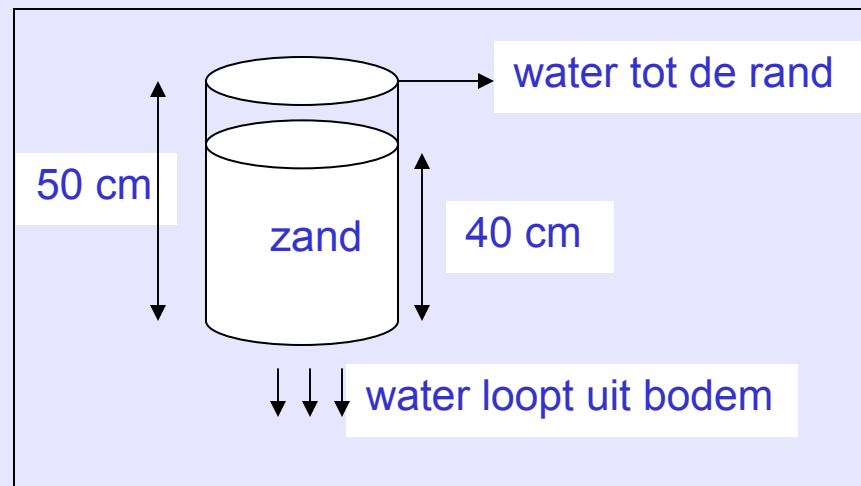 water tot de rand
50 cm
zand
40 cm
water loopt uit bodem